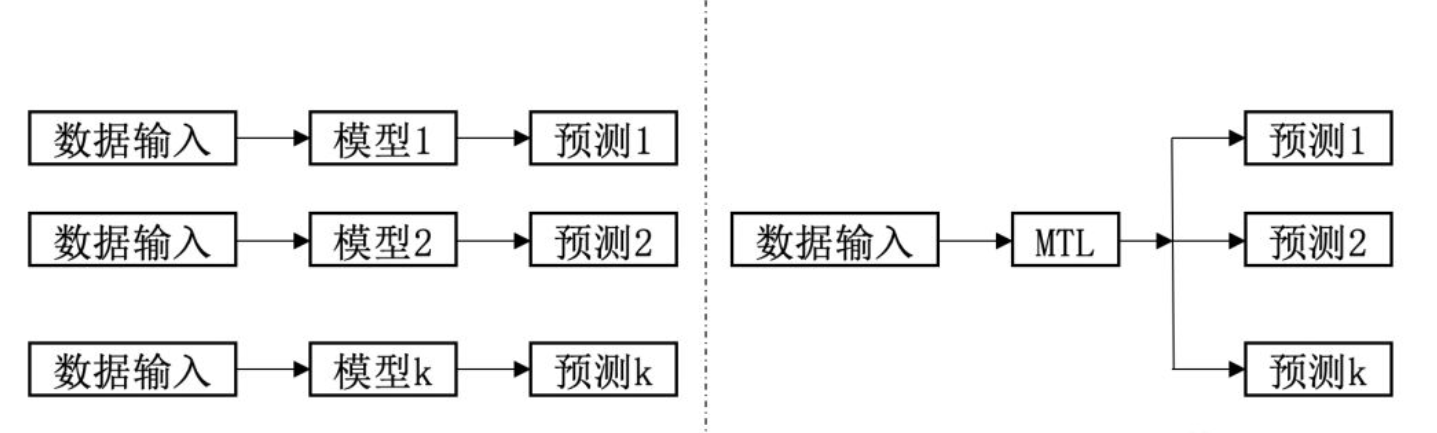 数据输入 模型1 预测1
数据输入 模型2 预测2
数据输入 模型k 预测k
预测1
数据输入 MTL 预测2
预测k